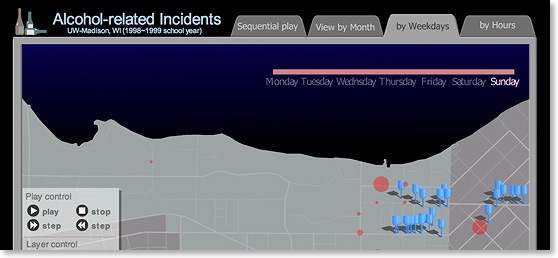 Alcohol-related Incidents
UW-Madison, WI (1998~1999 school year)
Sequential play
View by Month
by Weekdays
by Hours
Monday Tuesday Wednsday Thursday Friday Saturday Sunday
Play control
play stop
step step
Layer control